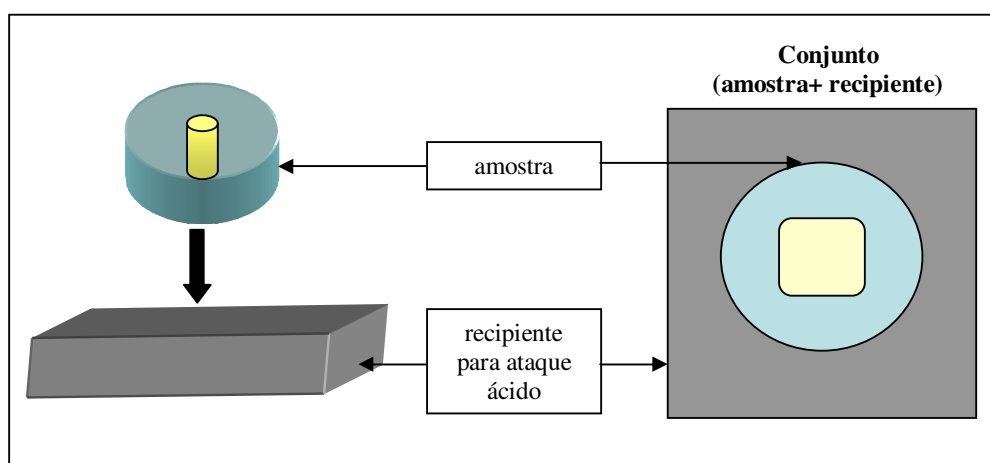 Conjunto
(amostra+ recipiente)
amostra
recipiente
para ataque
ácido